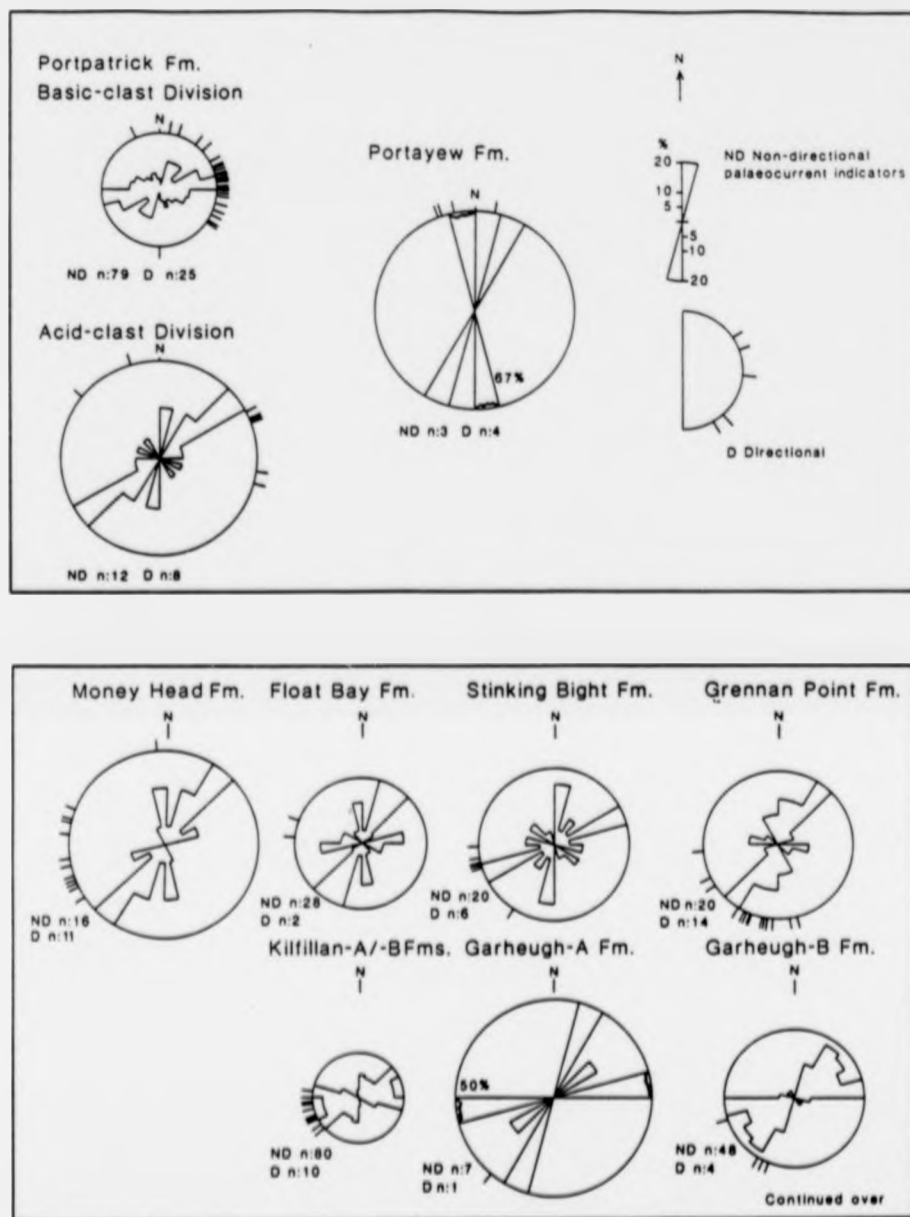 Portpatrick Fm.
Basic-clast Division
N
ND n:79 D n:25
Acid-clast Division
N
ND n:12 D n:8
Portayew Fm.
N
67%
ND n:3 D n:4
N
%
20
10
5
5
10
20
ND Non-directional
palaeocurrent indicators
D Directional
Money Head Fm.
N
ND n:16
D n:11
Float Bay Fm.
N
ND n:28
D n:2
Stinking Bight Fm.
N
ND n:20
D n:6
Grennan Point Fm.
N
ND n:20
D n:14
Kilfillan-A/-B Fms.
N
ND n:80
D n:10
Garheugh-A Fm.
N
50%
ND n:7
D n:1
Garheugh-B Fm.
N
ND n:48
D n:4
Continued over